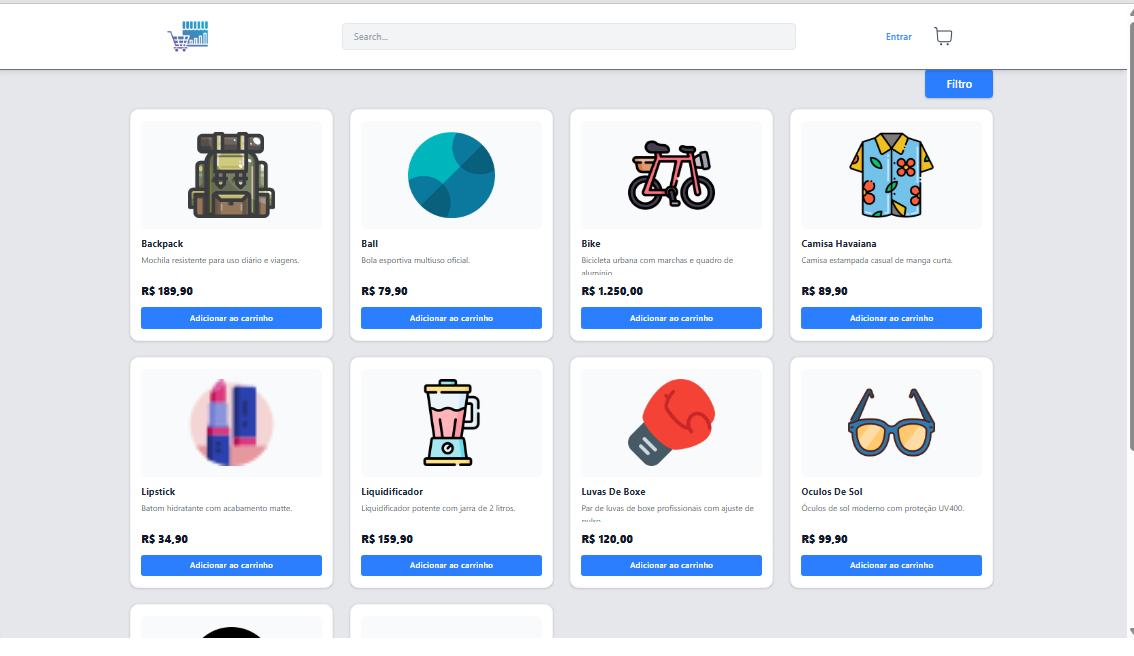 Search...
Entrar
Filtro
Backpack
Mochila resistente para uso diário e viagens.
R$ 189,90
Adicionar ao carrinho
Ball
Bola esportiva multiuso oficial.
R$ 79,90
Adicionar ao carrinho
Bike
Bicicleta urbana com marchas e quadro de
alumínio.
R$ 1.250,00
Adicionar ao carrinho
Camisa Havaiana
Camisa estampada casual de manga curta.
R$ 89,90
Adicionar ao carrinho
Lipstick
Batom hidratante com acabamento matte.
R$ 34,90
Adicionar ao carrinho
Liquidificador
Liquidificador potente com jarra de 2 litros.
R$ 159,90
Adicionar ao carrinho
Luvas De Boxe
Par de luvas de boxe profissionais com ajuste de
pulso.
R$ 120,00
Adicionar ao carrinho
Oculos De Sol
Óculos de sol moderno com proteção UV400.
R$ 99,90
Adicionar ao carrinho